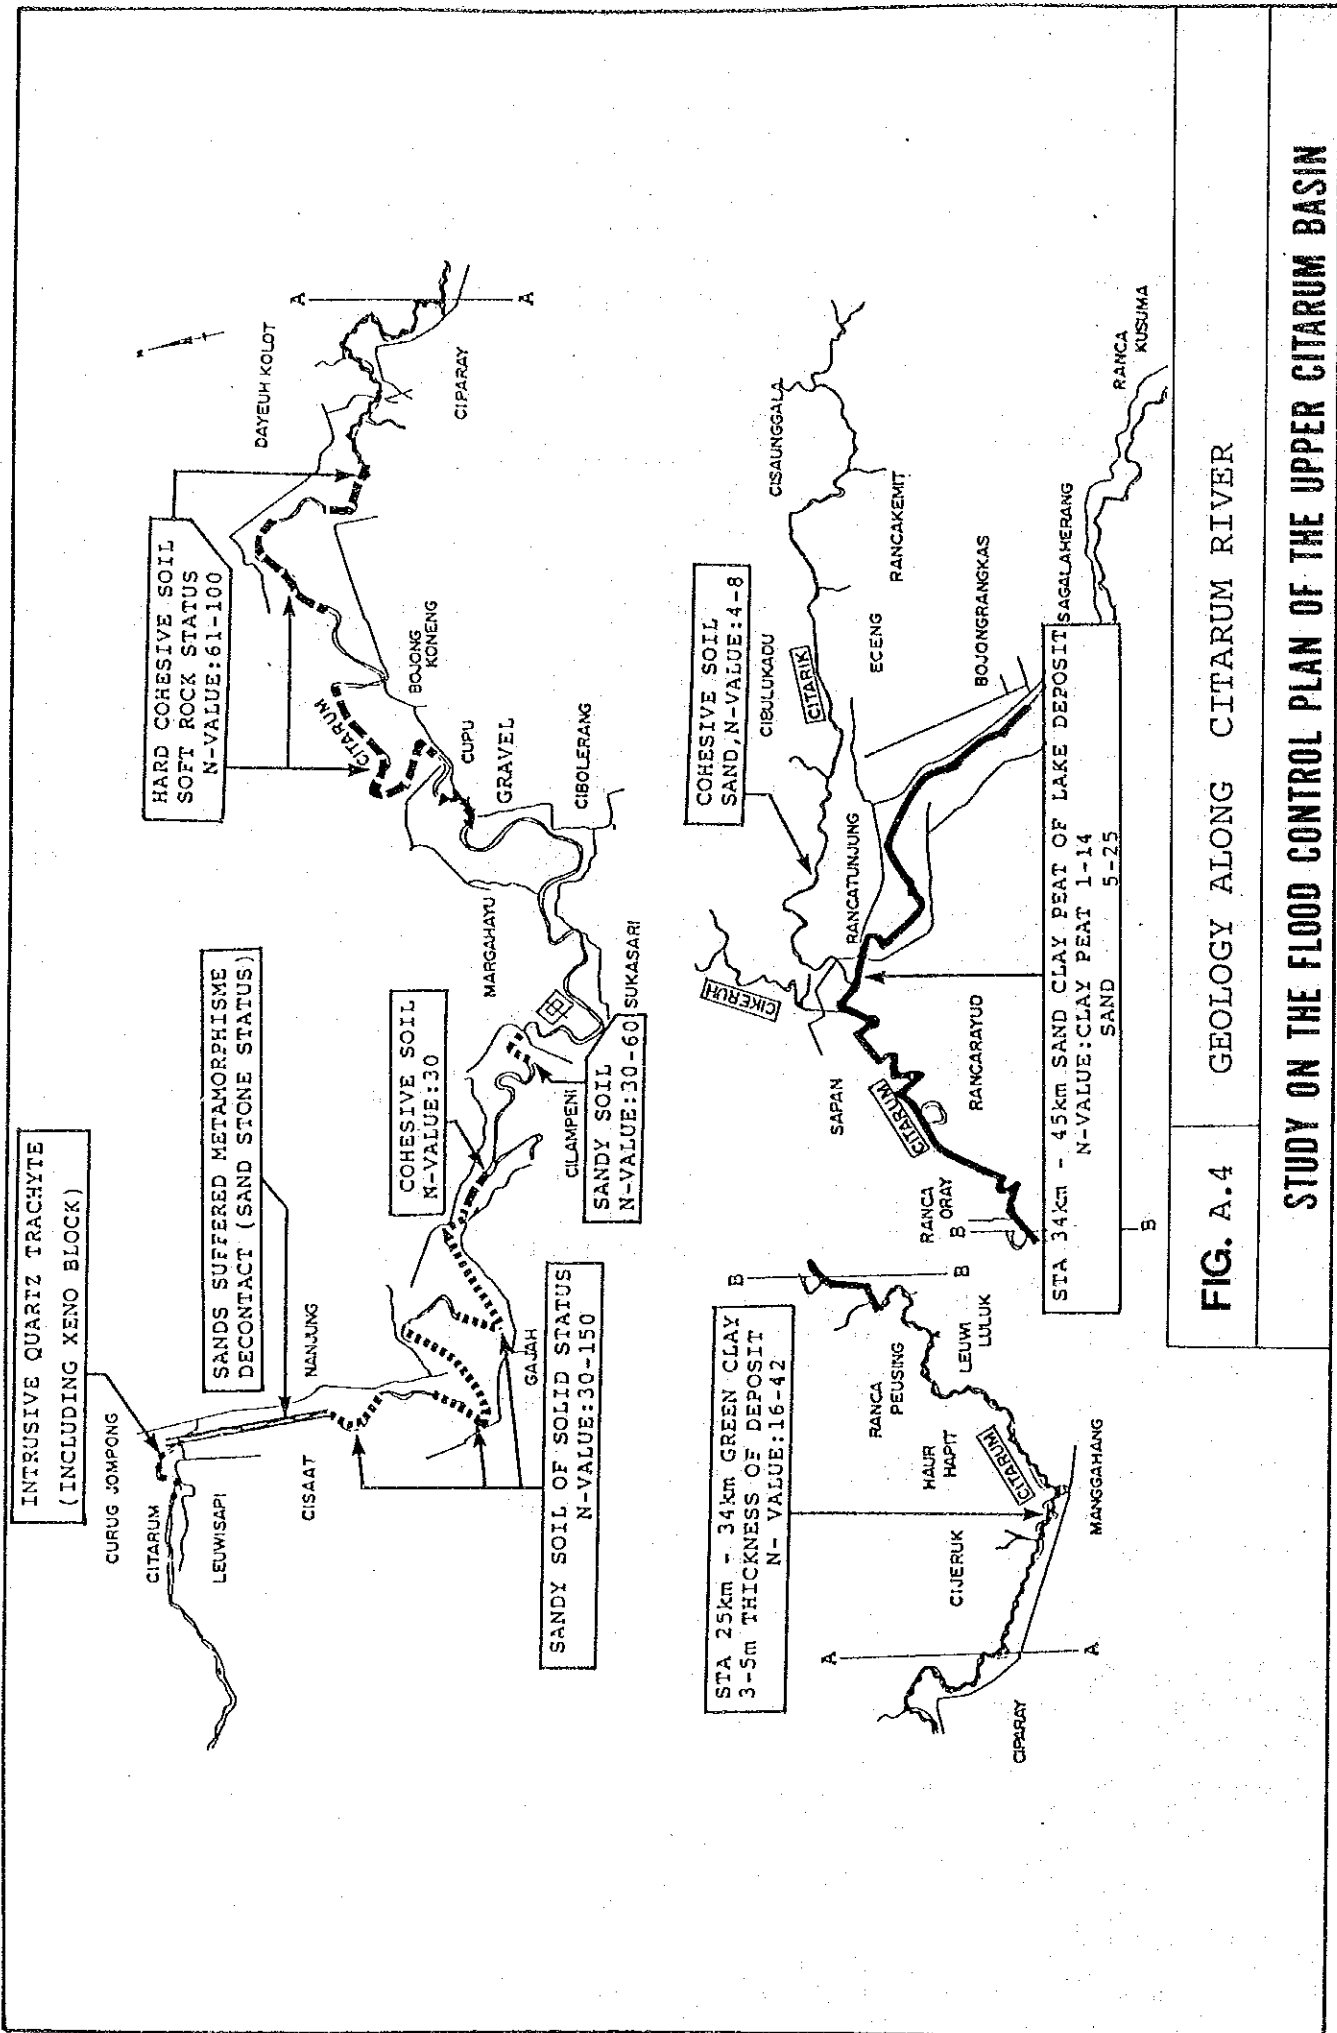 INTRUSIVE QUARTZ TRACHYTE
(INCLUDING XENO BLOCK)
CURUG JOMPONG
CITARUM
LEUWISAPI
CISAAT
NANJUNG
SANDS SUFFERED METAMORPHISME
DECONTACT (SAND STONE STATUS)
SANDY SOIL OF SOLID STATUS
N-VALUE:30-150
GAJAH
COHESIVE SOIL
N-VALUE:30
CILAMPENI
SANDY SOIL
N-VALUE:30-60
SUKASARI
MARGAHAYU
CIBOLERANG
GRAVEL
CUPU
BOJONG
KONENG
CITARUM
HARD COHESIVE SOIL
SOFT ROCK STATUS
N-VALUE:61-100
DAYEUH KOLOT
CIPARAY
A
A
STA 25km - 34km GREEN CLAY
3-5m THICKNESS OF DEPOSIT
N- VALUE:16-42
CIPARAY
A
A
CIJERUK
MANGGAHANG
CITARUM
HAUR
HAPIT
RANCA
PEUSING
LEUWI
LULUK
B
B
RANCA
ORAY
B
B
SAPAN
CITARUM
RANCARAYUD
CIKERUH
RANCATUNJUNG
COHESIVE SOIL
SAND,N-VALUE:4-8
CIBULUKADU
CITARIK
ECENG
RANCAKEMIT
CISAUNGGALA
BOJONGRANGKAS
SAGALAHERANG
RANCA
KUSUMA
STA 34km - 45km SAND CLAY PEAT OF LAKE DEPOSIT
N-VALUE:CLAY PEAT 1-14
SAND 5-25
FIG. A.4
GEOLOGY ALONG CITARUM RIVER
STUDY ON THE FLOOD CONTROL PLAN OF THE UPPER CITARUM BASIN